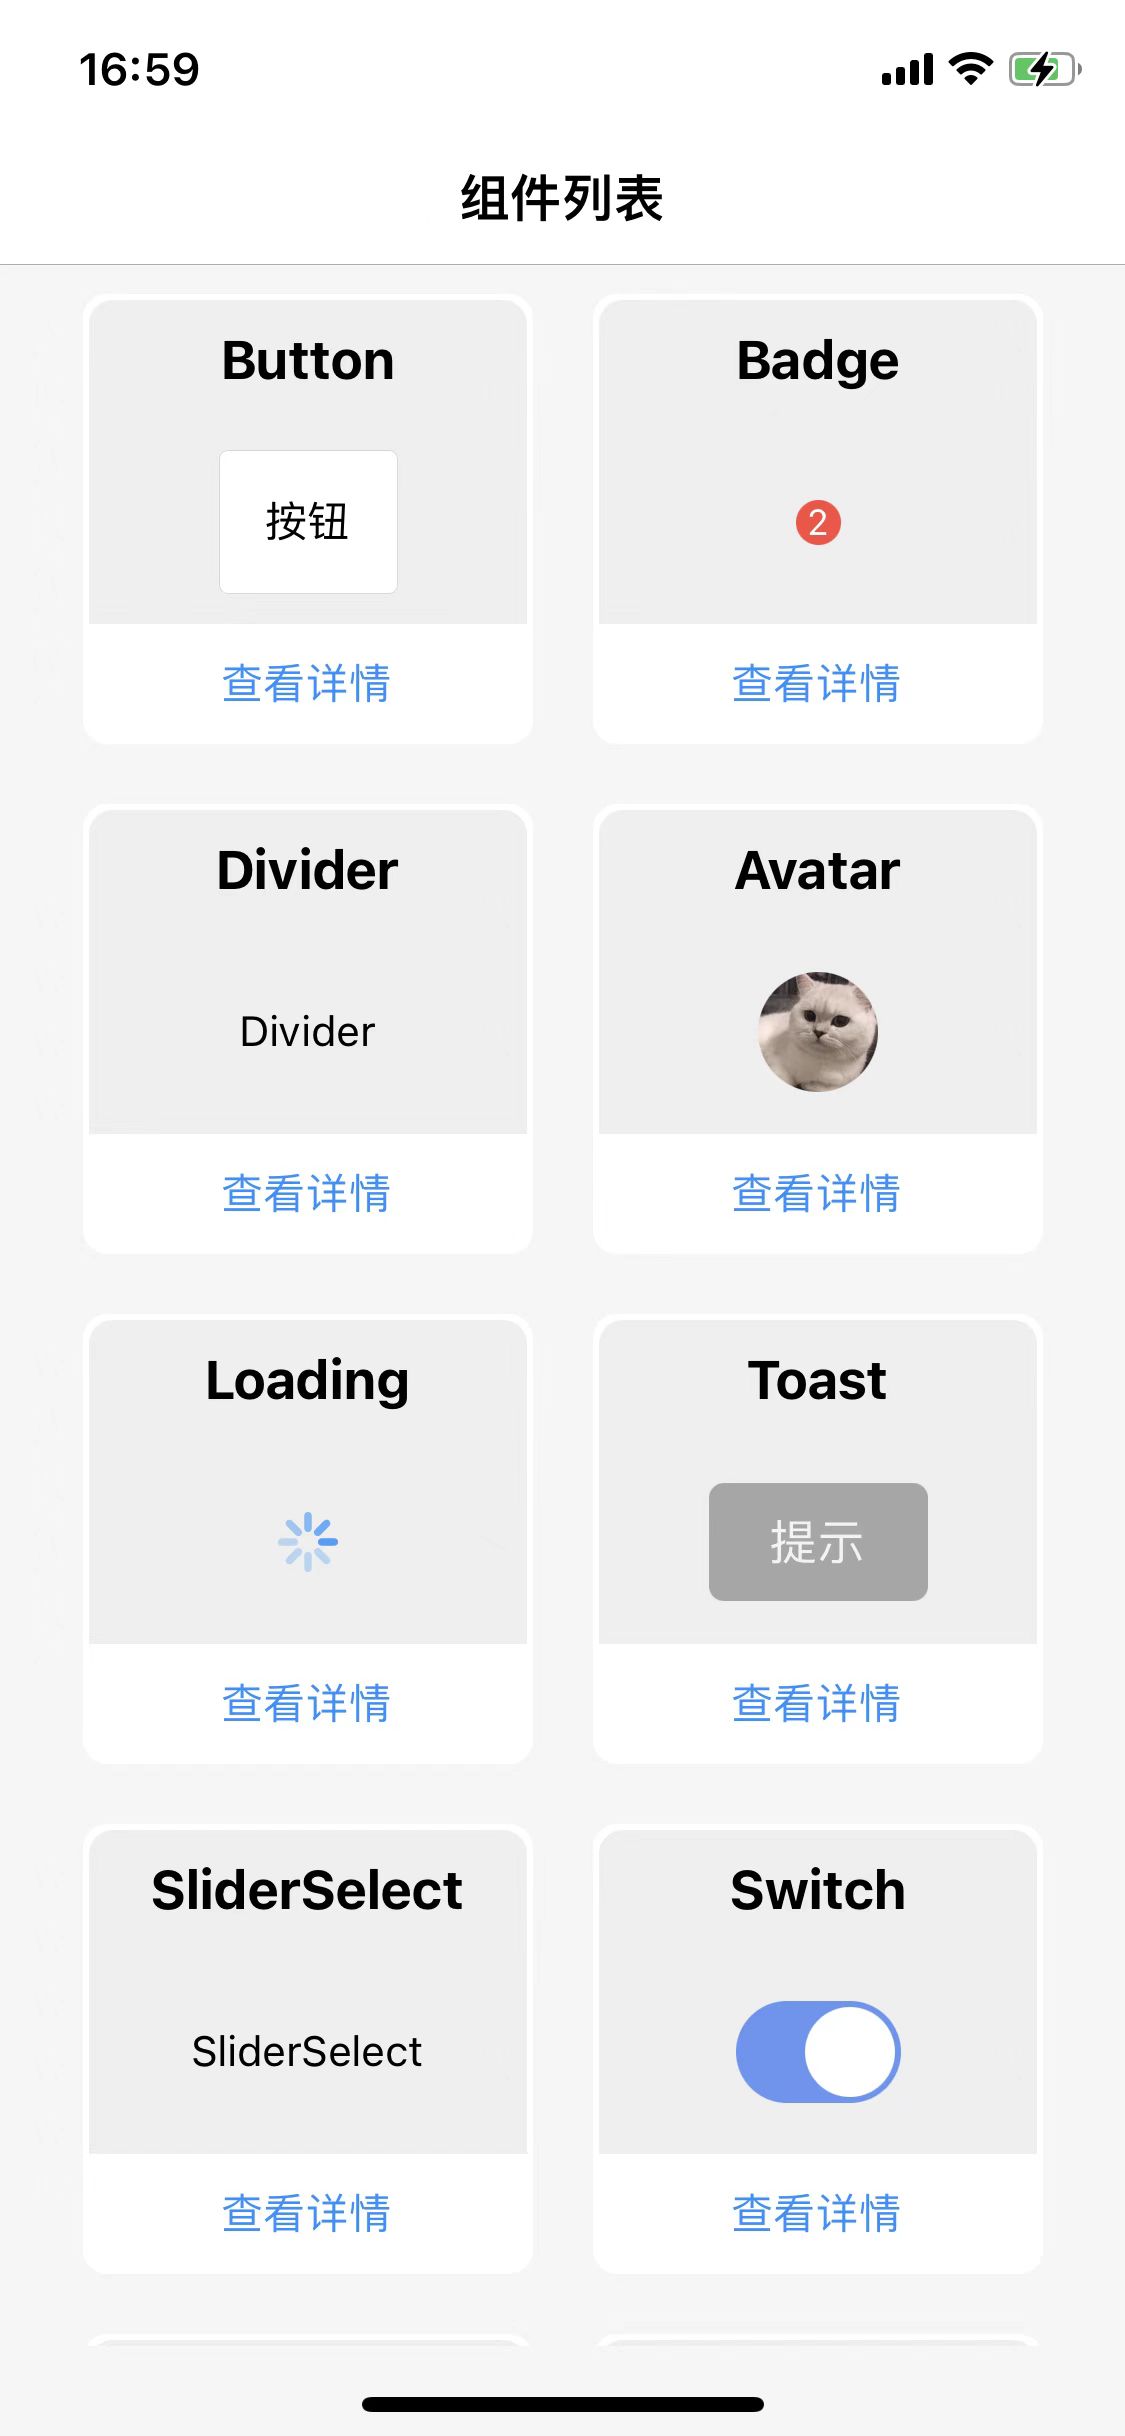 16:59
组件列表
Button
Badge
按钮
2
查看详情
查看详情
Divider
Avatar
Divider
查看详情
查看详情
Loading
Toast
提示
查看详情
查看详情
SliderSelect
Switch
SliderSelect
查看详情
查看详情